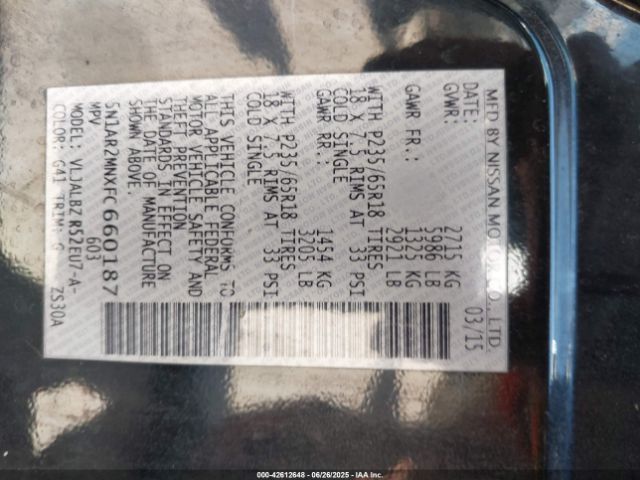 MFD BY NISSAN MOTOR CO., LTD.
DATE: 03/15
GVWR: 2715 KG
5986 LB
GAWR FR.: 1325 KG
2921 LB
WITH P235/65R18 TIRES
18 X 7.5 RIMS AT 33 PSI
COLD SINGLE
GAWR RR.: 1454 KG
3205 LB
WITH P235/65R18 TIRES
18 X 7.5 RIMS AT 33 PSI
COLD SINGLE
THIS VEHICLE CONFORMS TO
ALL APPLICABLE FEDERAL
MOTOR VEHICLE SAFETY AND
THEFT PREVENTION
STANDARDS IN EFFECT ON
THE DATE OF MANUFACTURE
SHOWN ABOVE.
5N1AR2MNXFC660187
MPV 603
MODEL: VLJALBZ R52EU7-A-
COLOR: G41 TRIM: G ZS30A
000-42612648 06/26/2025 IAA Inc.